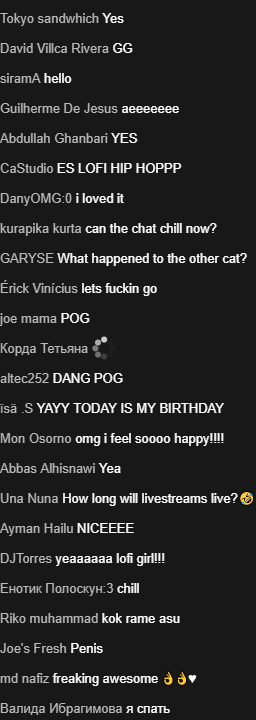 Tokyo sandwhich Yes
David Villca Rivera GG
siramA hello
Guilherme De Jesus aeeeeeee
Abdullah Ghanbari YES
CaStudio ES LOFI HIP HOPPP
DanyOMG:0 i loved it
kurapika kurta can the chat chill now?
GARYSE What happened to the other cat?
Érick Vinícius lets fuckin go
joe mama POG
Корда Тетьяна
altec252 DANG POG
ïsä .S YAYY TODAY IS MY BIRTHDAY
Mon Osorno omg i feel soooo happy!!!!
Abbas Alhisnawi Yea
Una Nuna How long will livestreams live?🤣
Ayman Hailu NICEEEE
DJTorres yeaaaaaa lofi girl!!!
Енотик Полоскун:3 chill
Riko muhammad kok rame asu
Joe's Fresh Penis
md nafiz freaking awesome 👌👌♥
Валида Ибрагимова я спать